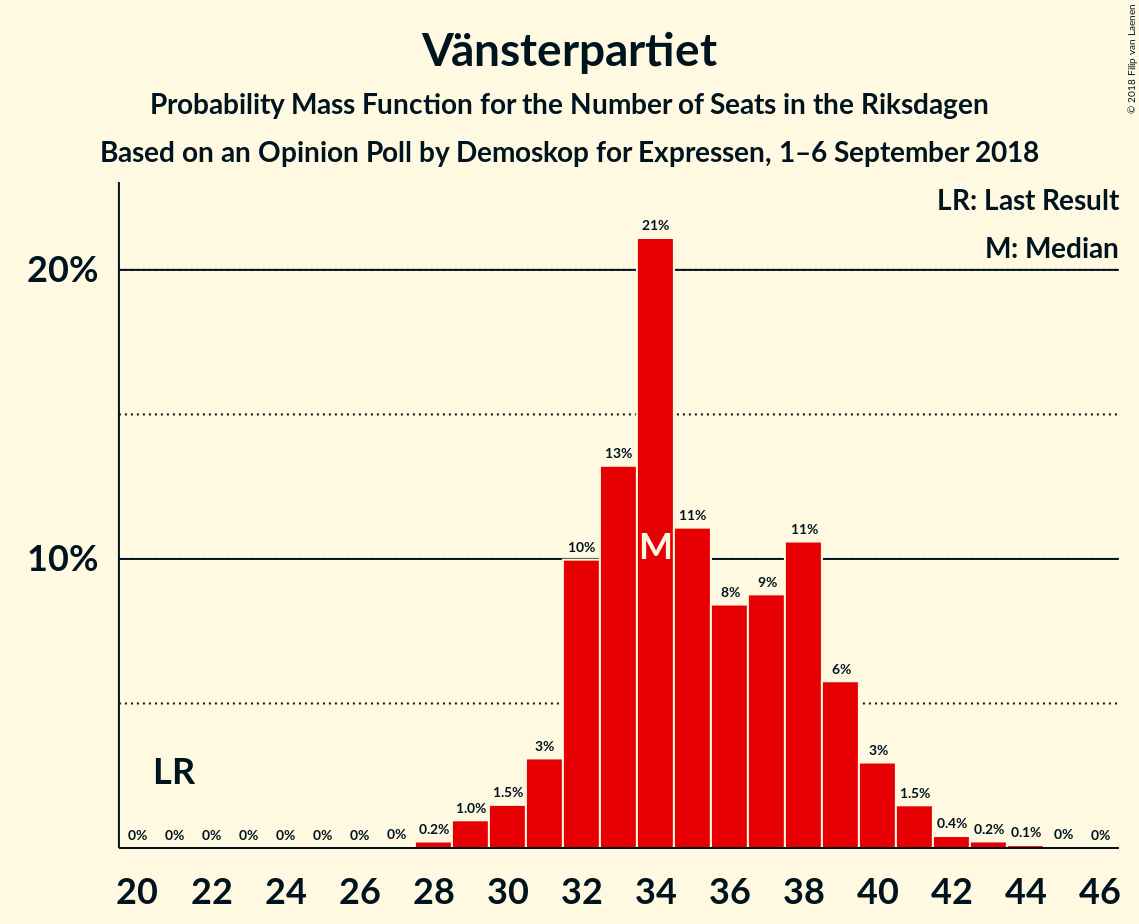 Vänsterpartiet
Probability Mass Function for the Number of Seats in the Riksdagen
Based on an Opinion Poll by Demoskop for Expressen, 1–6 September 2018
© 2018 Filip van Laenen
LR: Last Result
M: Median
20%
10%
21%
13%
11%
11%
10%
9%
8%
6%
3%
3%
1.5%
1.5%
1.0%
0.2%
0.4%
0.2%
0.1%
0% 0% 0% 0% 0% 0% 0% 0% 0% 0%
M
LR
20 22 24 26 28 30 32 34 36 38 40 42 44 46